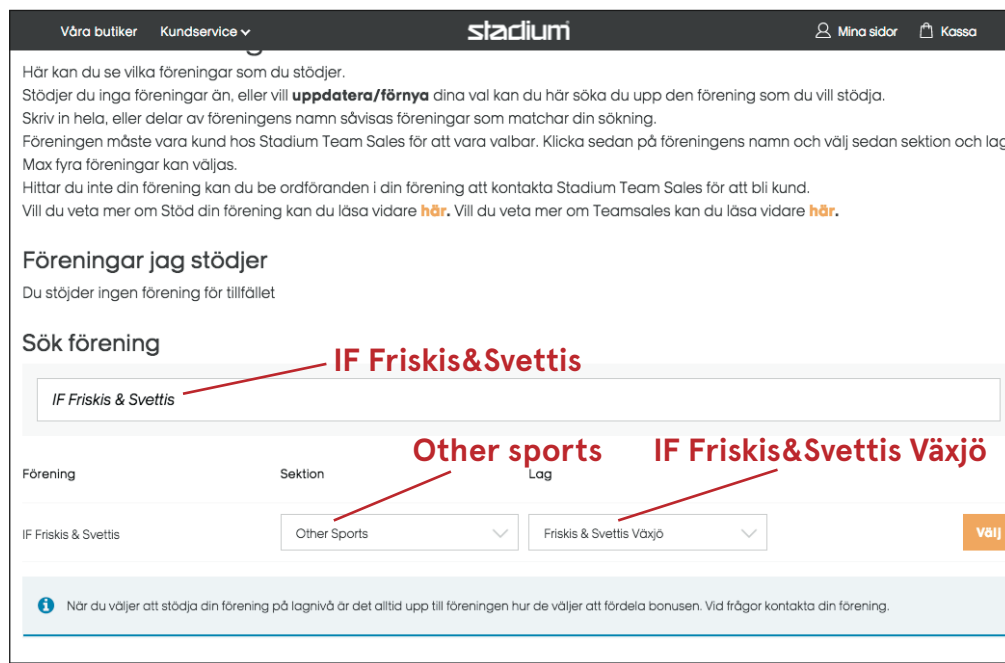 Våra butiker Kundservice stadium Mina sidor Kassa
Här kan du se vilka föreningar som du stödjer.
Stödjer du inga föreningar än, eller vill uppdatera/förnya dina val kan du här söka du upp den förening som du vill stödja.
Skriv in hela, eller delar av föreningens namn såvisas föreningar som matchar din sökning.
Föreningen måste vara kund hos Stadium Team Sales för att vara valbar. Klicka sedan på föreningens namn och välj sedan sektion och lag
Max fyra föreningar kan väljas.
Hittar du inte din förening kan du be ordföranden i din förening att kontakta Stadium Team Sales för att bli kund.
Vill du veta mer om Stöd din förening kan du läsa vidare här. Vill du veta mer om Teamsales kan du läsa vidare här.
Föreningar jag stödjer
Du stöjder ingen förening för tillfället
Sök förening
IF Friskis&Svettis
IF Friskis & Svettis
Other sports IF Friskis&Svettis Växjö
Förening Sektion Lag
IF Friskis & Svettis Other Sports Friskis & Svettis Växjö Välj
När du väljer att stödja din förening på lagnivå är det alltid upp till föreningen hur de väljer att fördela bonusen. Vid frågor kontakta din förening.